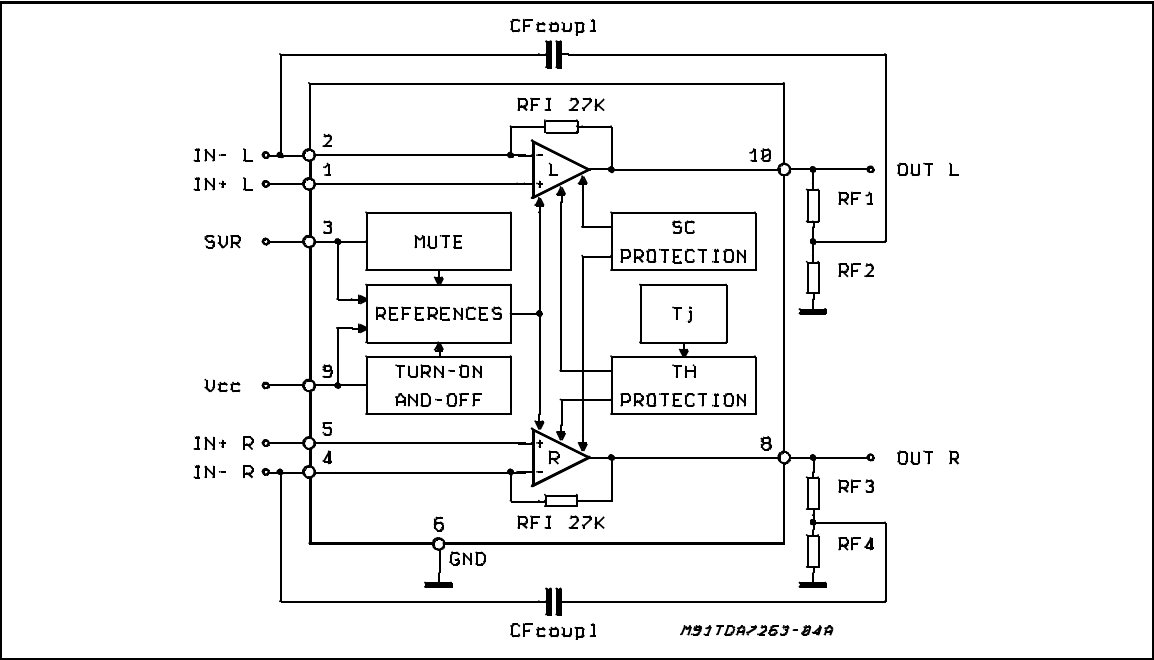 CFcoupl
RFI 27K
IN- L
2
L
10
OUT L
IN+ L
1
RF1
SVR
3
MUTE
SC
PROTECTION
RF2
REFERENCES
Tj
Vcc
9
TURN-ON
AND-OFF
TH
PROTECTION
IN+ R
5
R
8
OUT R
IN- R
4
RF3
RFI 27K
6
GND
RF4
CFcoupl
M91TDA7263-04A